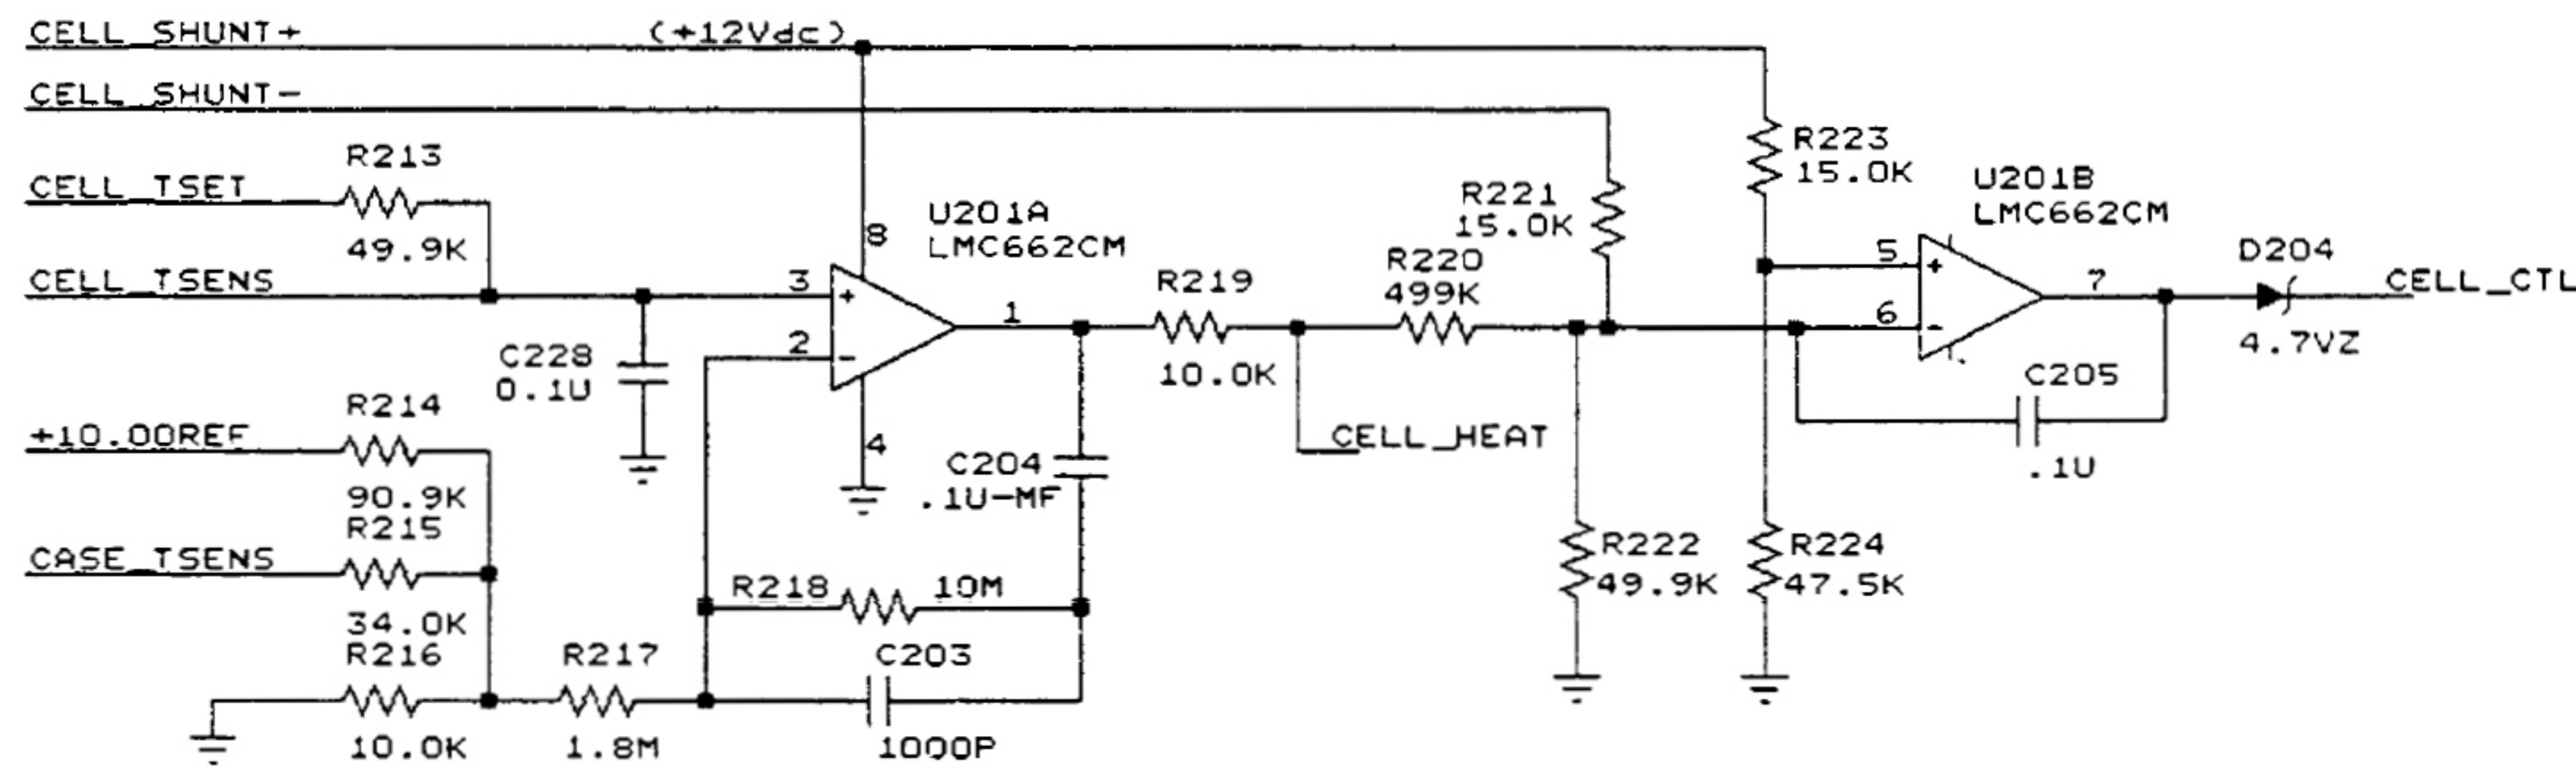 CELL_SHUNT+
(+12Vdc)
CELL_SHUNT-
R213
CELL_TSET
49.9K
CELL_TSENS
C228
0.1U
R214
+10.00REF
90.9K
R215
CASE_TSENS
34.0K
R216
10.0K
R217
1.8M
8
U201A
LMC662CM
3
+
2
-
1
4
C204
.1U-MF
R218
10M
C203
1000P
R219
10.0K
CELL_HEAT
R220
499K
R221
15.0K
R222
49.9K
R223
15.0K
R224
47.5K
U201B
LMC662CM
5
+
6
-
7
C205
.1U
D204
4.7VZ
CELL_CTL